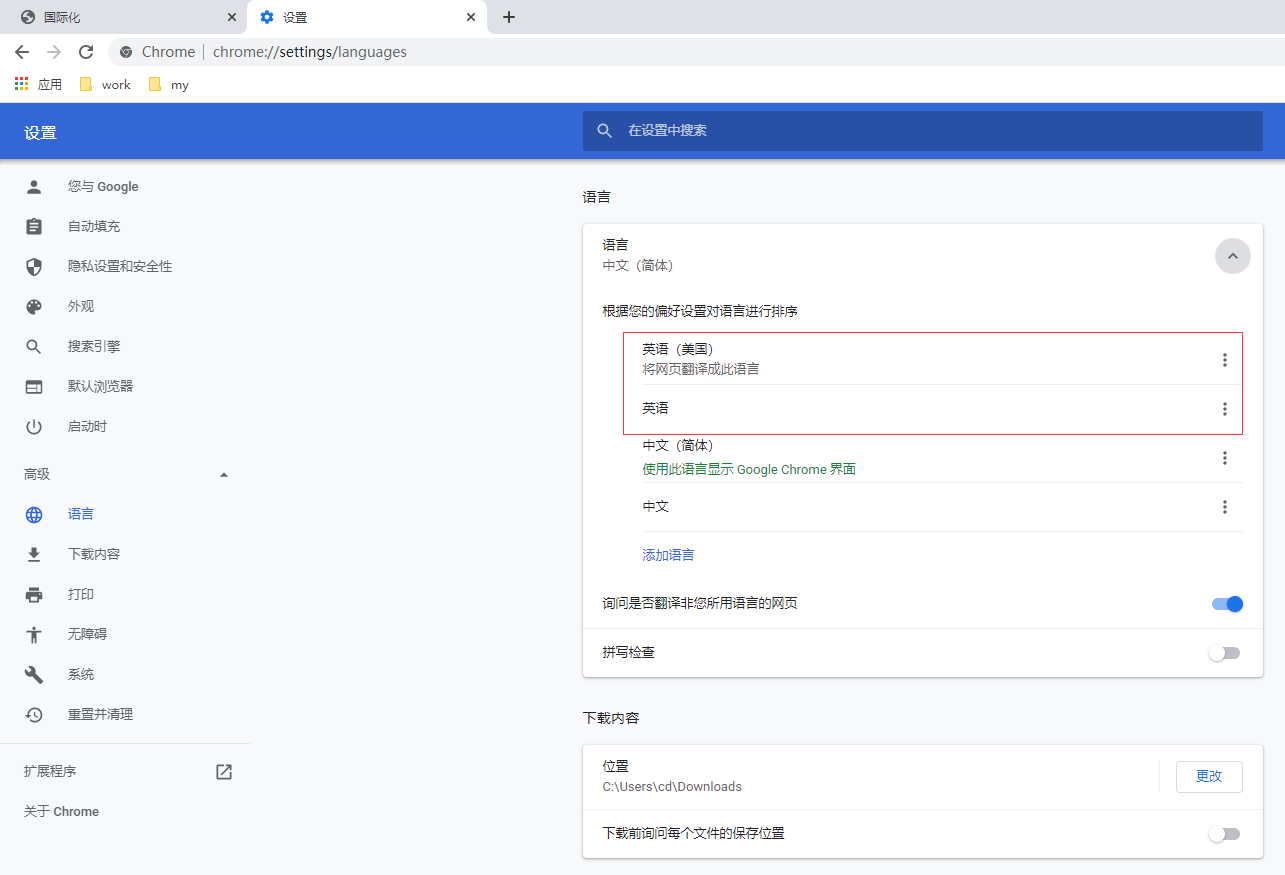 国际化
设置
Chrome
chrome://settings/languages
应用
work
my
设置
在设置中搜索
您与 Google
自动填充
隐私设置和安全性
外观
搜索引擎
默认浏览器
启动时
高级
语言
下载内容
打印
无障碍
系统
重置并清理
扩展程序
关于 Chrome
语言
语言
中文（简体）
根据您的偏好设置对语言进行排序
英语（美国）
将网页翻译成此语言
英语
中文（简体）
使用此语言显示 Google Chrome 界面
中文
添加语言
询问是否翻译非您所用语言的网页
拼写检查
下载内容
位置
C:\Users\cd\Downloads
更改
下载前询问每个文件的保存位置